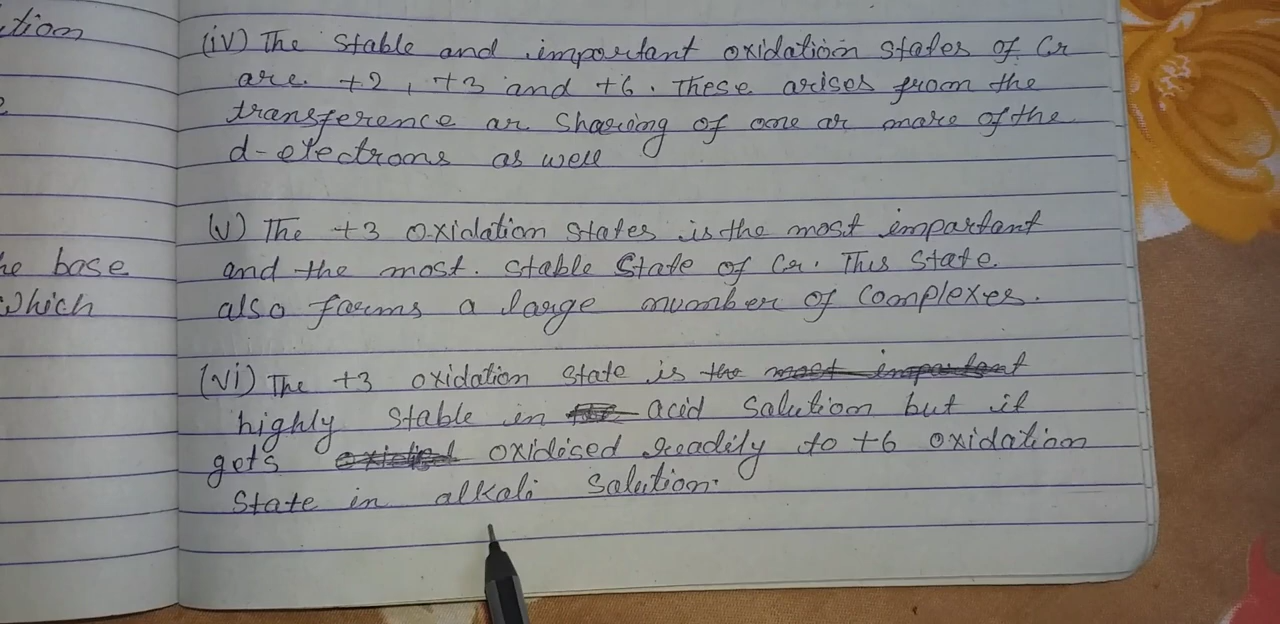 tion
(iv) The stable and important oxidation states of Cr
are +2, +3 and +6. These arises from the
transference or sharing of one or more of the
d-electrons as well
(v) The +3 oxidation states is the most important
he base and the most. stable state of Cr. This state
which also forms a large number of complexes.
(vi) The +3 oxidation state is the most important
highly stable in acid solution but it
gets oxidised readily to +6 oxidation
state in alkali solution.